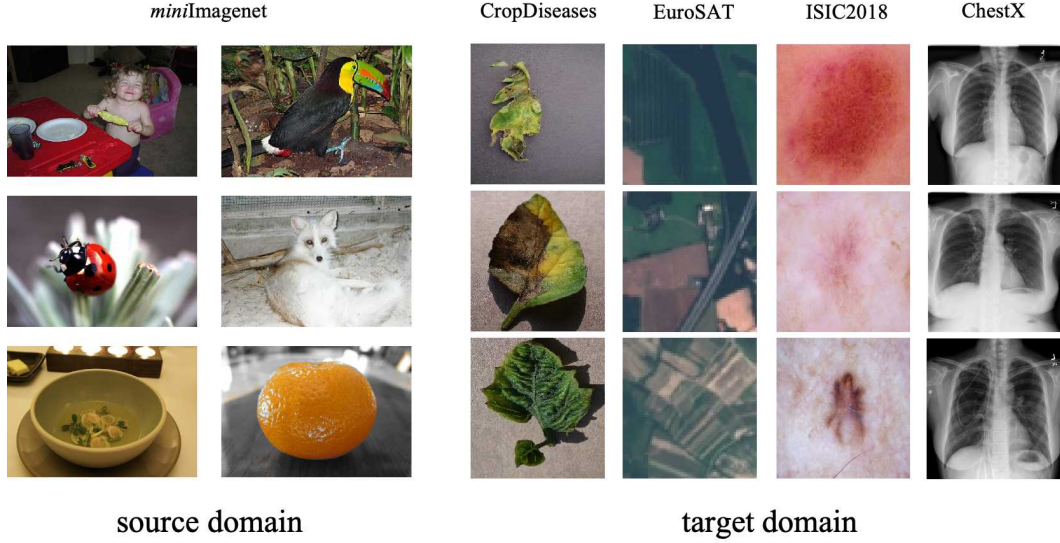 miniImagenet
CropDiseases
EuroSAT
ISIC2018
ChestX
source domain
target domain